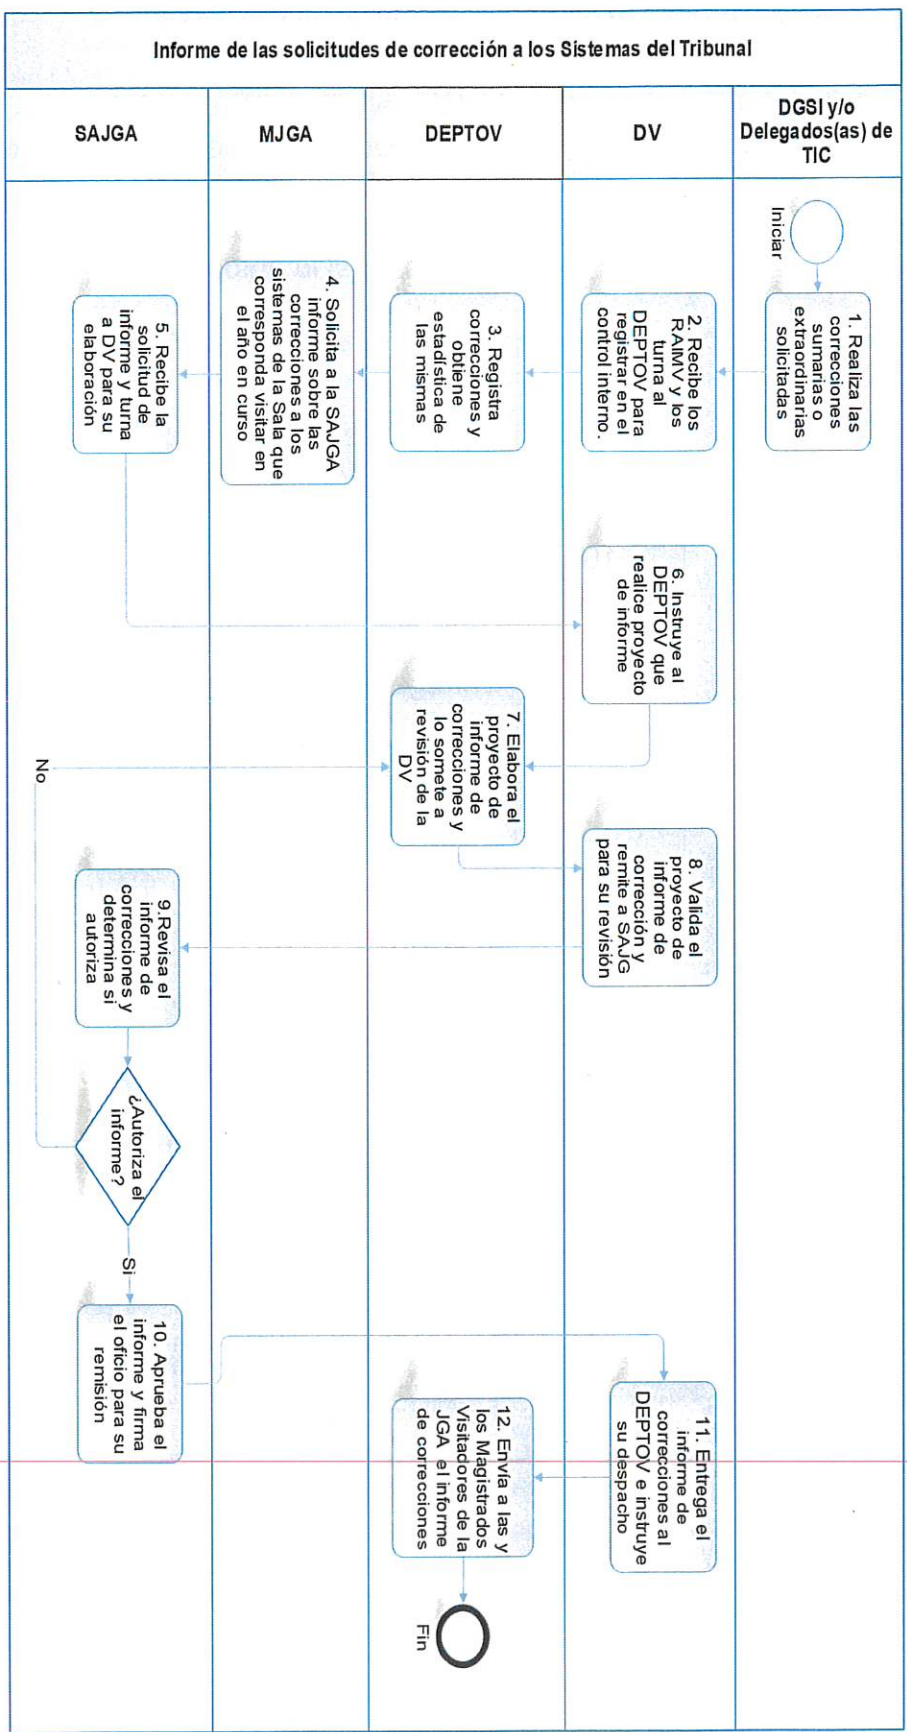 Informe de las solicitudes de corrección a los Sistemas del Tribunal
DGSI y/o
Delegados(as) de
TIC
DV
DEPTOV
MJGA
SAJGA
Iniciar
1. Realiza las
correcciones
sumarias o
extraordinarias
solicitadas
2. Recibe los
RAIMV y los
turna al
DEPTOV para
registrar en el
control interno.
3. Registra
correcciones y
obtiene
estadística de
las mismas
4. Solicita a la SAJGA
informe sobre las
correcciones a los
sistemas de la Sala que
corresponda visitar en
el año en curso
5. Recibe la
solicitud de
informe y turna
a DV para su
elaboración
6. Instruye al
DEPTOV que
realice proyecto
de informe
7. Elabora el
proyecto de
informe de
correcciones y
lo somete a
revisión de la
DV
8. Valida el
proyecto de
informe de
corrección y
remite a SAJG
para su revisión
9.Revisa el
informe de
correcciones y
determina si
autoriza
¿Autoriza el
informe?
No
Si
10. Aprueba el
informe y firma
el oficio para su
remisión
11. Entrega el
informe de
correcciones al
DEPTOV e instruye
su despacho
12. Envía a las y
los Magistrados
Visitadores de la
JGA el informe
de correcciones
Fin